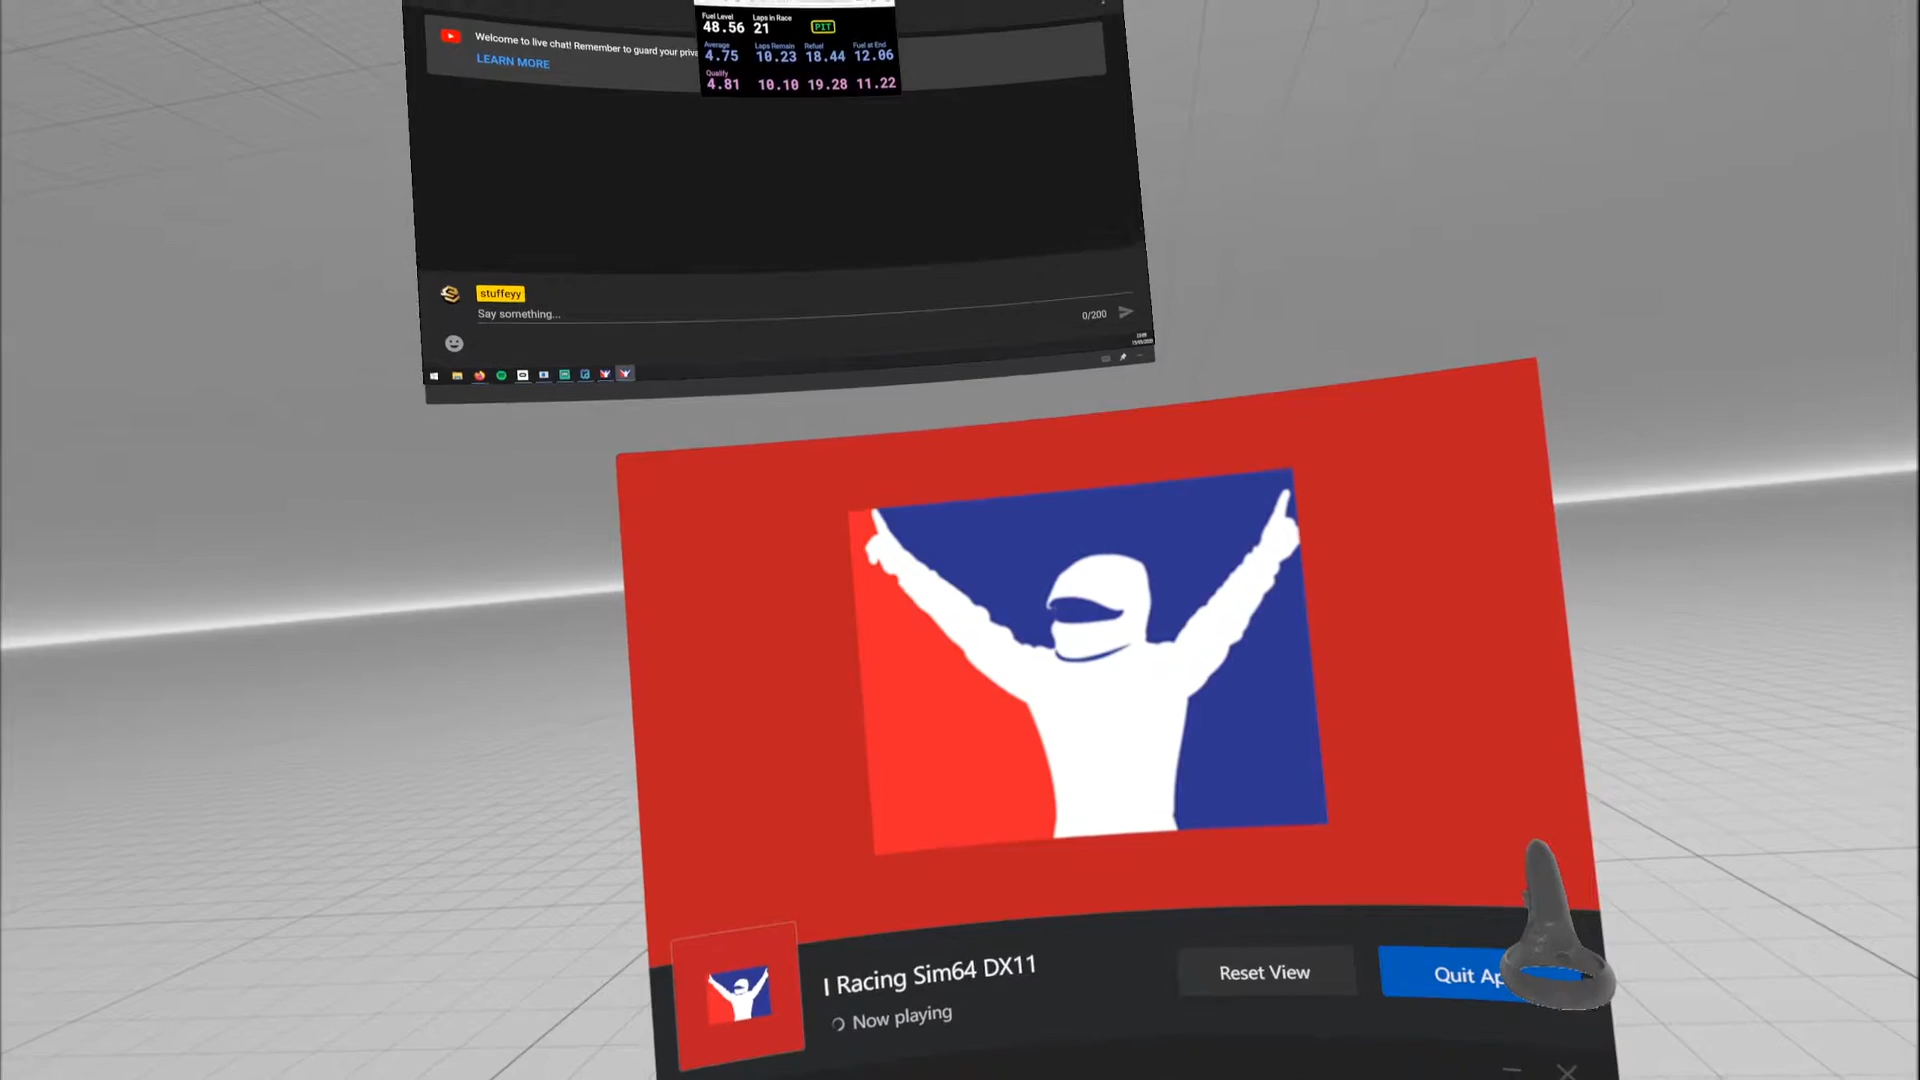 Fuel Level Laps in Race
48.56 21 PIT
Average Laps Remain Refuel Fuel at End
4.75 10.23 18.44 12.06
Qualify
4.81 10.10 19.28 11.22
Welcome to live chat! Remember to guard your priva
LEARN MORE
stuffeyy
Say something...
0/200
I Racing Sim64 DX11
Now playing
Reset View
Quit Ap